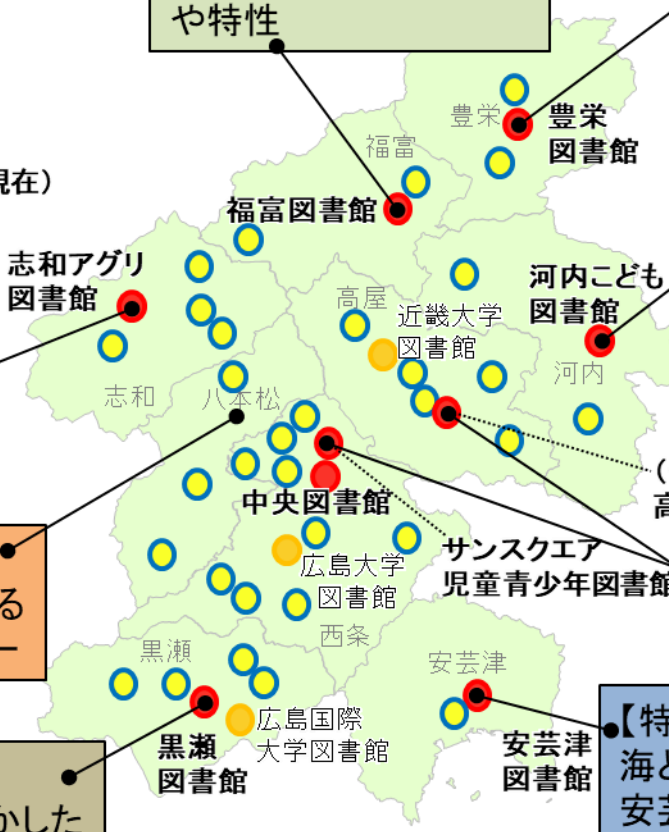 や特性
豊栄
豊栄
図書館
福富
現在）
福富図書館
志和アグリ
図書館
河内こども
図書館
高屋
近畿大学
図書館
河内
志和
八本松
中央図書館
（
高
サンスクエア
児童青少年図書館
広島大学
図書館
る
ー
西条
黒瀬
安芸津
広島国際
大学図書館
黒瀬
図書館
安芸津
図書館
【特
海と
安芸
かした